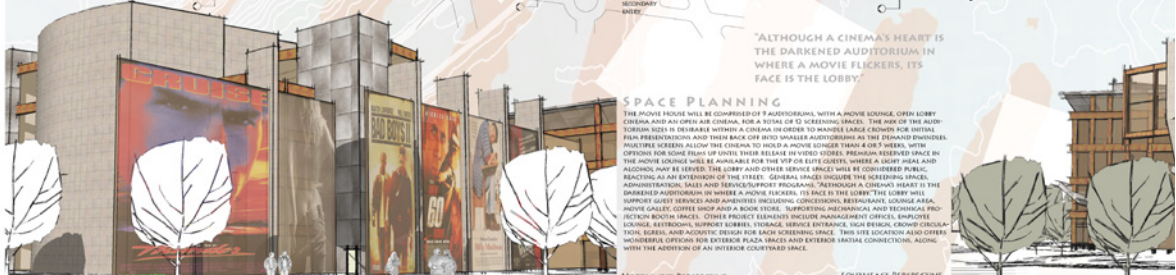 SECONDARY
ENTRY
"ALTHOUGH A CINEMA'S HEART IS
THE DARKENED AUDITORIUM IN
WHERE A MOVIE FLICKERS, ITS
FACE IS THE LOBBY."
SPACE PLANNING
THE MOVIE HOUSE WILL BE COMPRISED OF 9 AUDITORIUMS, WITH A MOVIE LOUNGE, OPEN LOBBY
CINEMA AND AN OPEN AIR CINEMA, FOR A TOTAL OF 12 SCREENING SPACES. THE MIX OF THE AUDI-
TORIUM SIZES IS DESIRABLE WITHIN A CINEMA IN ORDER TO HANDLE LARGE CROWDS FOR INITIAL
FILM PRESENTATIONS AND THEN BACK OFF INTO SMALLER AUDITORIUMS AS THE DEMAND DWINDLES.
MULTIPLE SCREENS ALLOW THE CINEMA TO HOLD A MOVIE LONGER THAN 4 OR 5 WEEKS, WITH
OPTIONS FOR SOME FILMS UP UNTIL THEIR RELEASE IN VIDEO STORES. PREMIUM RESERVED SPACE IN
THE MOVIE LOUNGE WILL BE AVAILABLE FOR THE VIP OR ELITE GUESTS, WHERE A LIGHT MEAL AND
ALCOHOL MAY BE SERVED. THE LOBBY AND OTHER SERVICE SPACES WILL BE CONSIDERED PUBLIC,
REACTING AS AN EXTENSION OF THE STREET. GENERAL SPACES INCLUDE THE SCREENING SPACES,
ADMINISTRATION, SALES AND SERVICE/SUPPORT PROGRAMS. "ALTHOUGH A CINEMA'S HEART IS THE
DARKENED AUDITORIUM IN WHERE A MOVIE FLICKERS, ITS FACE IS THE LOBBY." THE LOBBY WILL
SUPPORT GUEST SERVICES AND AMENITIES INCLUDING CONCESSIONS, RESTAURANT, LOUNGE AREA,
MOVIE GALLEY, COFFEE SHOP AND A BOOK STORE. SUPPORTING MECHANICAL AND TECHNICAL PRO-
JECTION BOOTH SPACES. OTHER PROJECT ELEMENTS INCLUDE MANAGEMENT OFFICES, EMPLOYEE
LOUNGE, RESTROOMS, SUPPORT LOBBIES, STORAGE, SERVICE ENTRANCE, SIGN DESIGN, CROWD CIRCULA-
TION, EGRESS, AND ACOUSTIC DESIGN FOR EACH SCREENING SPACE. THIS SITE LOCATION ALSO OFFERS
WONDERFUL OPTIONS FOR EXTERIOR PLAZA SPACES AND EXTERIOR SPATIAL CONNECTIONS, ALONG
WITH THE ADDITION OF AN INTERIOR COURTYARD SPACE.
CRUISE
BAD BOYS II
60
SOUTHEAST PERSPECTIVE